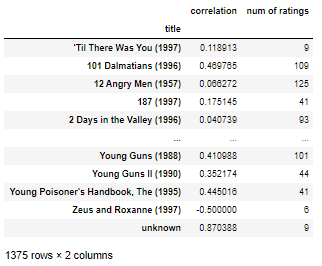 correlation num of ratings
title
'Til There Was You (1997) 0.118913 9
101 Dalmatians (1996) 0.469765 109
12 Angry Men (1957) 0.066272 125
187 (1997) 0.175145 41
2 Days in the Valley (1996) 0.040739 93
... ... ...
Young Guns (1988) 0.410988 101
Young Guns II (1990) 0.352174 44
Young Poisoner's Handbook, The (1995) 0.445016 41
Zeus and Roxanne (1997) -0.500000 6
unknown 0.870388 9
1375 rows × 2 columns